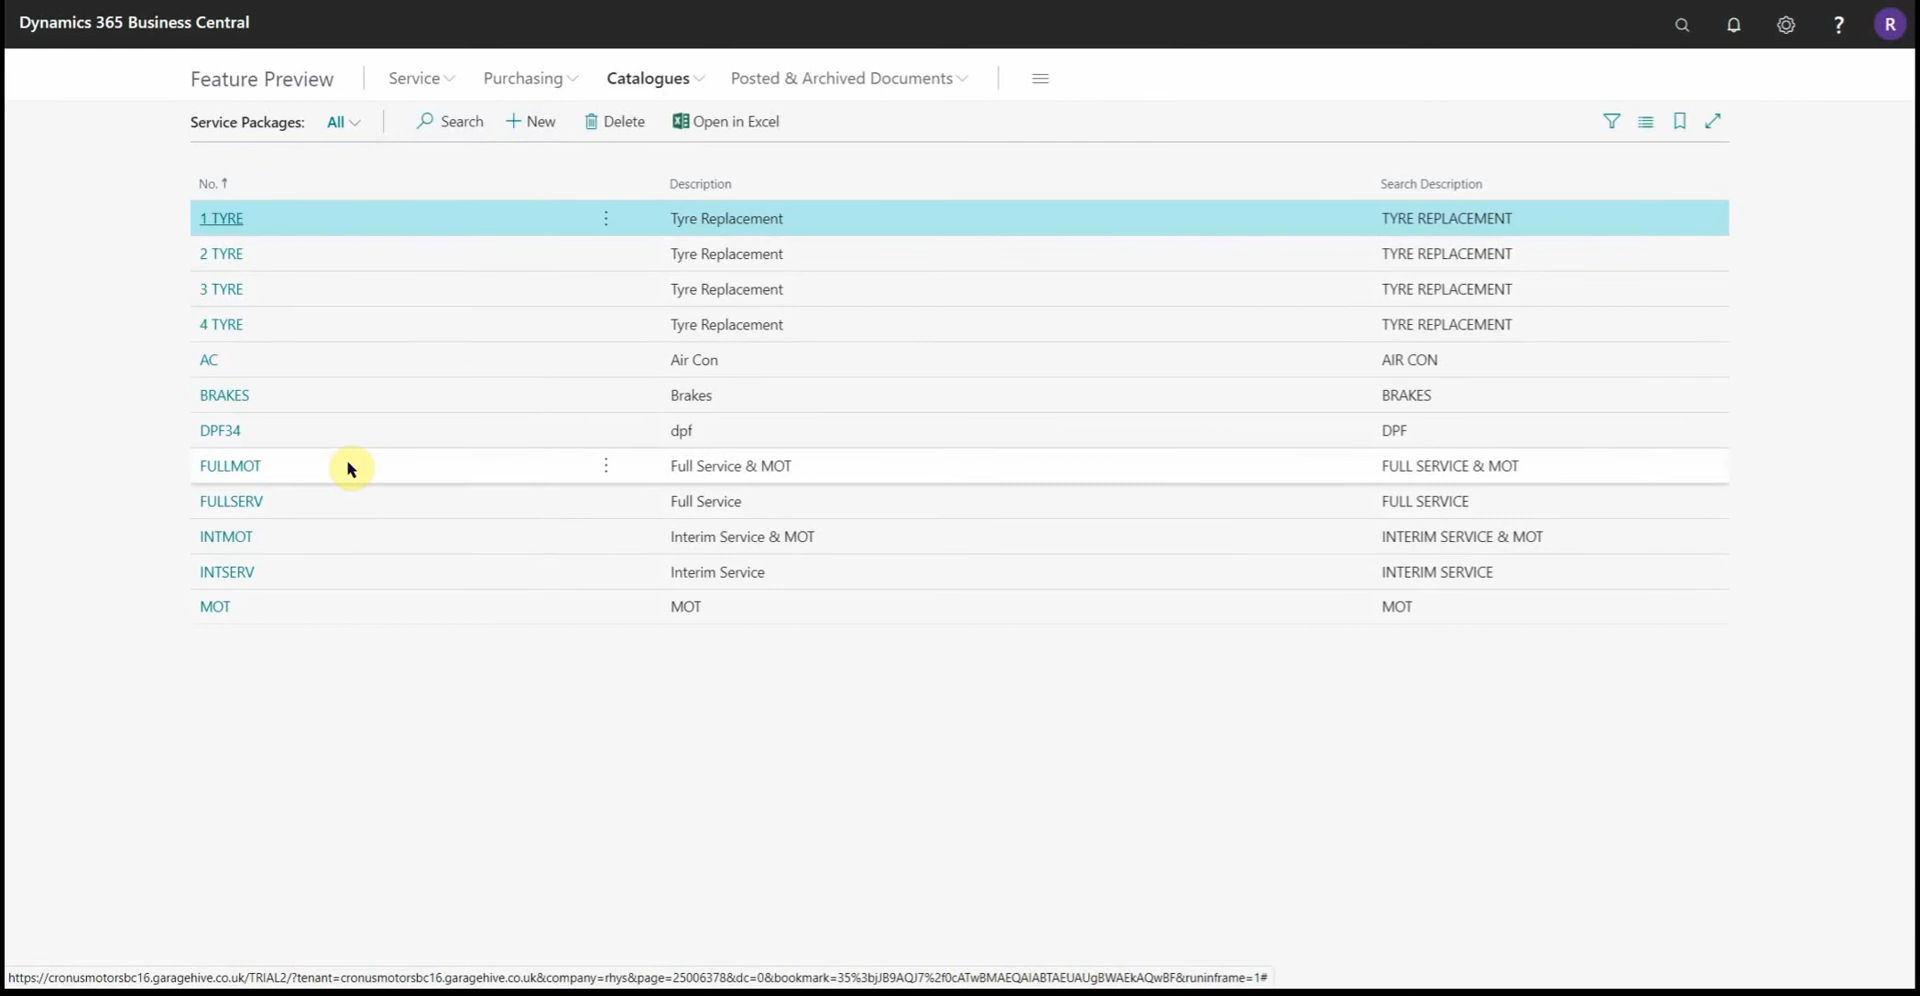 Dynamics 365 Business Central
? R
Feature Preview Service Purchasing Catalogues Posted & Archived Documents
Service Packages: All Search New Delete Open in Excel
No. ↑ Description Search Description
1 TYRE Tyre Replacement TYRE REPLACEMENT
2 TYRE Tyre Replacement TYRE REPLACEMENT
3 TYRE Tyre Replacement TYRE REPLACEMENT
4 TYRE Tyre Replacement TYRE REPLACEMENT
AC Air Con AIR CON
BRAKES Brakes BRAKES
DPF34 dpf DPF
FULLMOT Full Service & MOT FULL SERVICE & MOT
FULLSERV Full Service FULL SERVICE
INTMOT Interim Service & MOT INTERIM SERVICE & MOT
INTSERV Interim Service INTERIM SERVICE
MOT MOT MOT
https://cronusmotorsbc16.garagehive.co.uk/TRIAL2/?tenant=cronusmotorsbc16.garagehive.co.uk&company=rhys&page=25006378&dc=0&bookmark=35%3bjJB9AQJ7%2f0cATwBMAEQAIABTAEUAUgBWAEkAQwBF&runinframe=1#